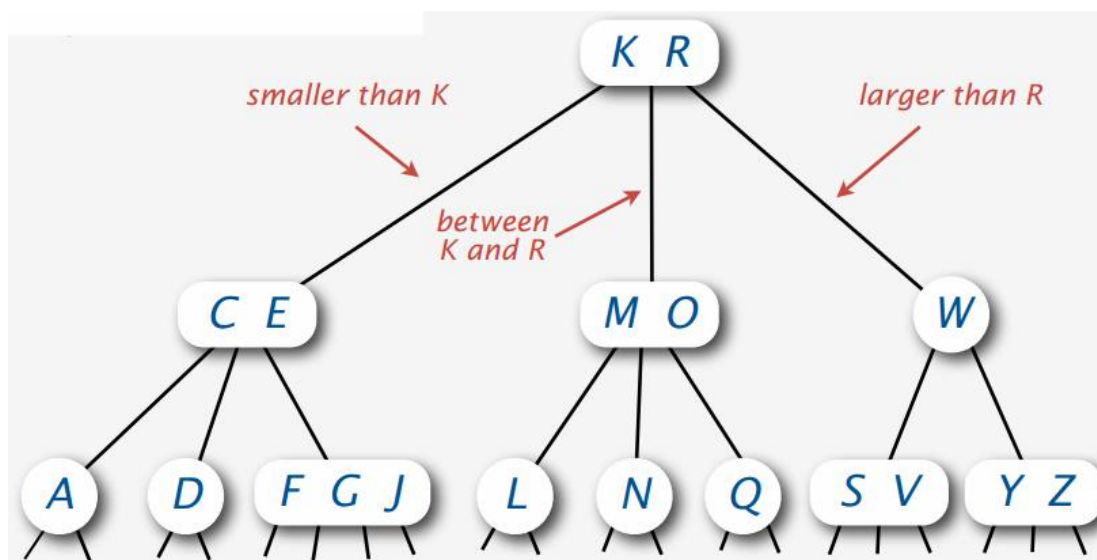 K R
smaller than K
larger than R
between
K and R
C E
M O
W
A
D
F G J
L
N
Q
S V
Y Z